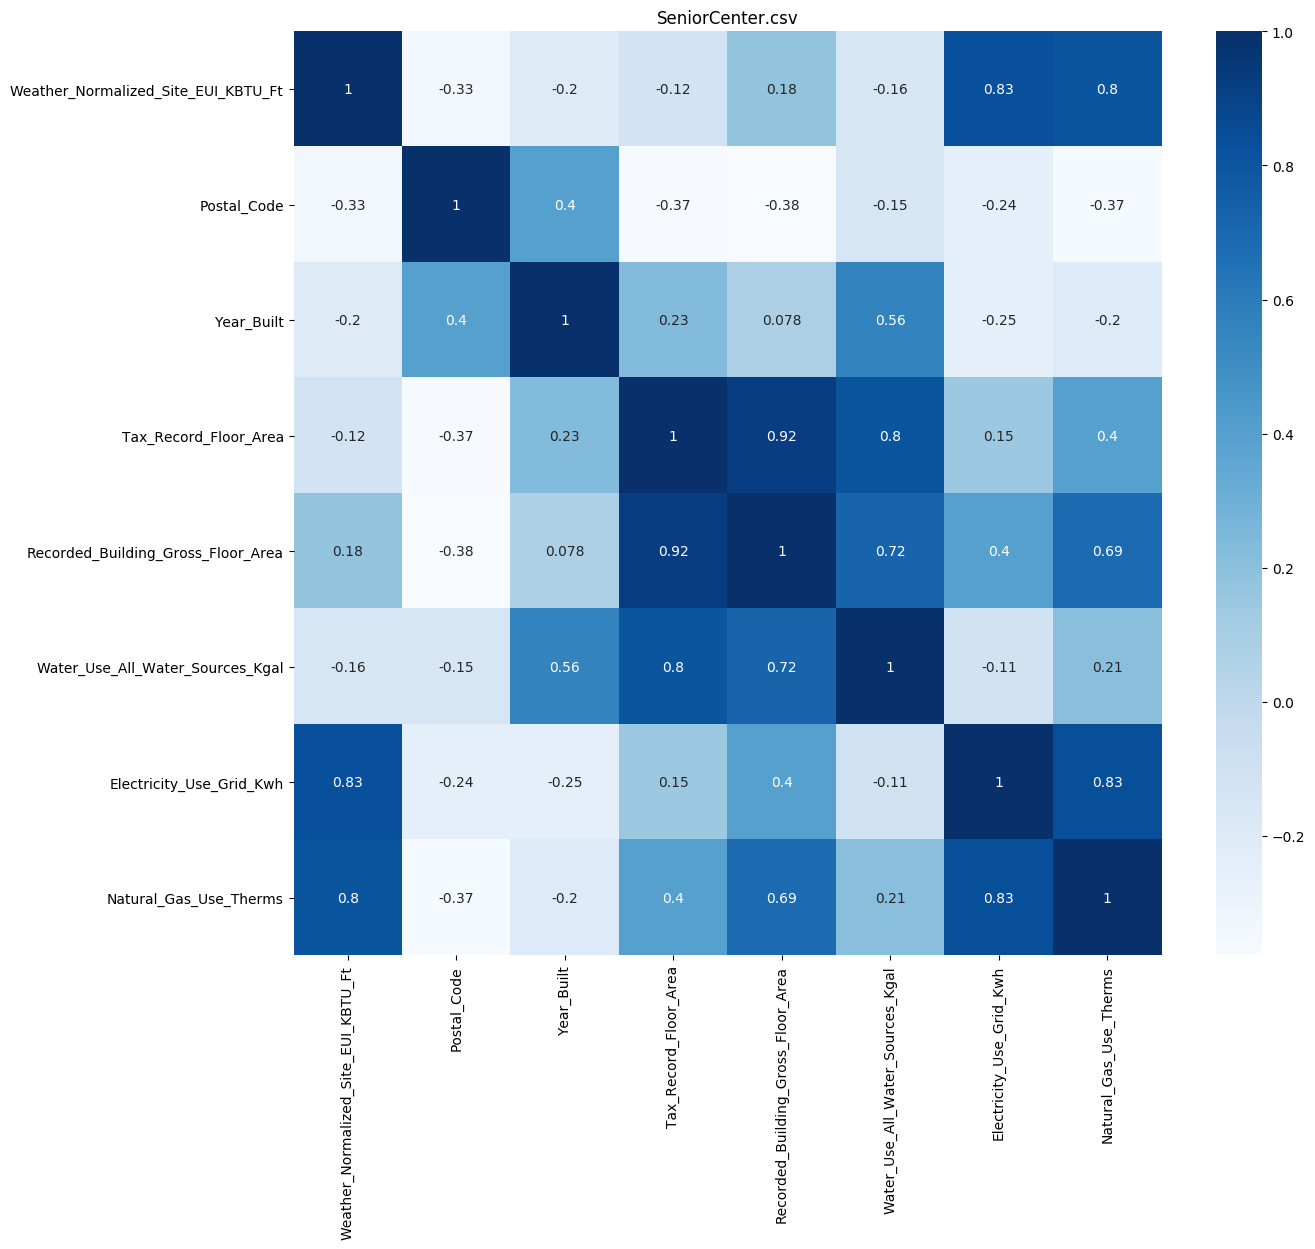 SeniorCenter.csv
Weather_Normalized_Site_EUI_KBTU_Ft 1 -0.33 -0.2 -0.12 0.18 -0.16 0.83 0.8
Postal_Code -0.33 1 0.4 -0.37 -0.38 -0.15 -0.24 -0.37
Year_Built -0.2 0.4 1 0.23 0.078 0.56 -0.25 -0.2
Tax_Record_Floor_Area -0.12 -0.37 0.23 1 0.92 0.8 0.15 0.4
Recorded_Building_Gross_Floor_Area 0.18 -0.38 0.078 0.92 1 0.72 0.4 0.69
Water_Use_All_Water_Sources_Kgal -0.16 -0.15 0.56 0.8 0.72 1 -0.11 0.21
Electricity_Use_Grid_Kwh 0.83 -0.24 -0.25 0.15 0.4 -0.11 1 0.83
Natural_Gas_Use_Therms 0.8 -0.37 -0.2 0.4 0.69 0.21 0.83 1
Weather_Normalized_Site_EUI_KBTU_Ft
Postal_Code
Year_Built
Tax_Record_Floor_Area
Recorded_Building_Gross_Floor_Area
Water_Use_All_Water_Sources_Kgal
Electricity_Use_Grid_Kwh
Natural_Gas_Use_Therms
1.0
0.8
0.6
0.4
0.2
0.0
−0.2